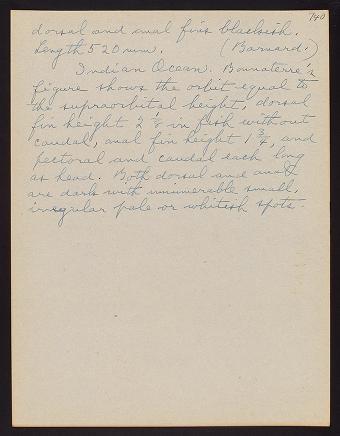 740
dorsal and anal fins blackish.
Length 520 mm. (Barnard.)
Indian Ocean. Bonnaterre's
figure shows the orbit equal to
the supraorbital height, dorsal
fin height 2 1/8 in fish without
caudal, anal fin height 1 3/4, and
pectoral and caudal each long
as head. Both dorsal and anal
are dark with innumerable small,
irregular pale or whitish spots.